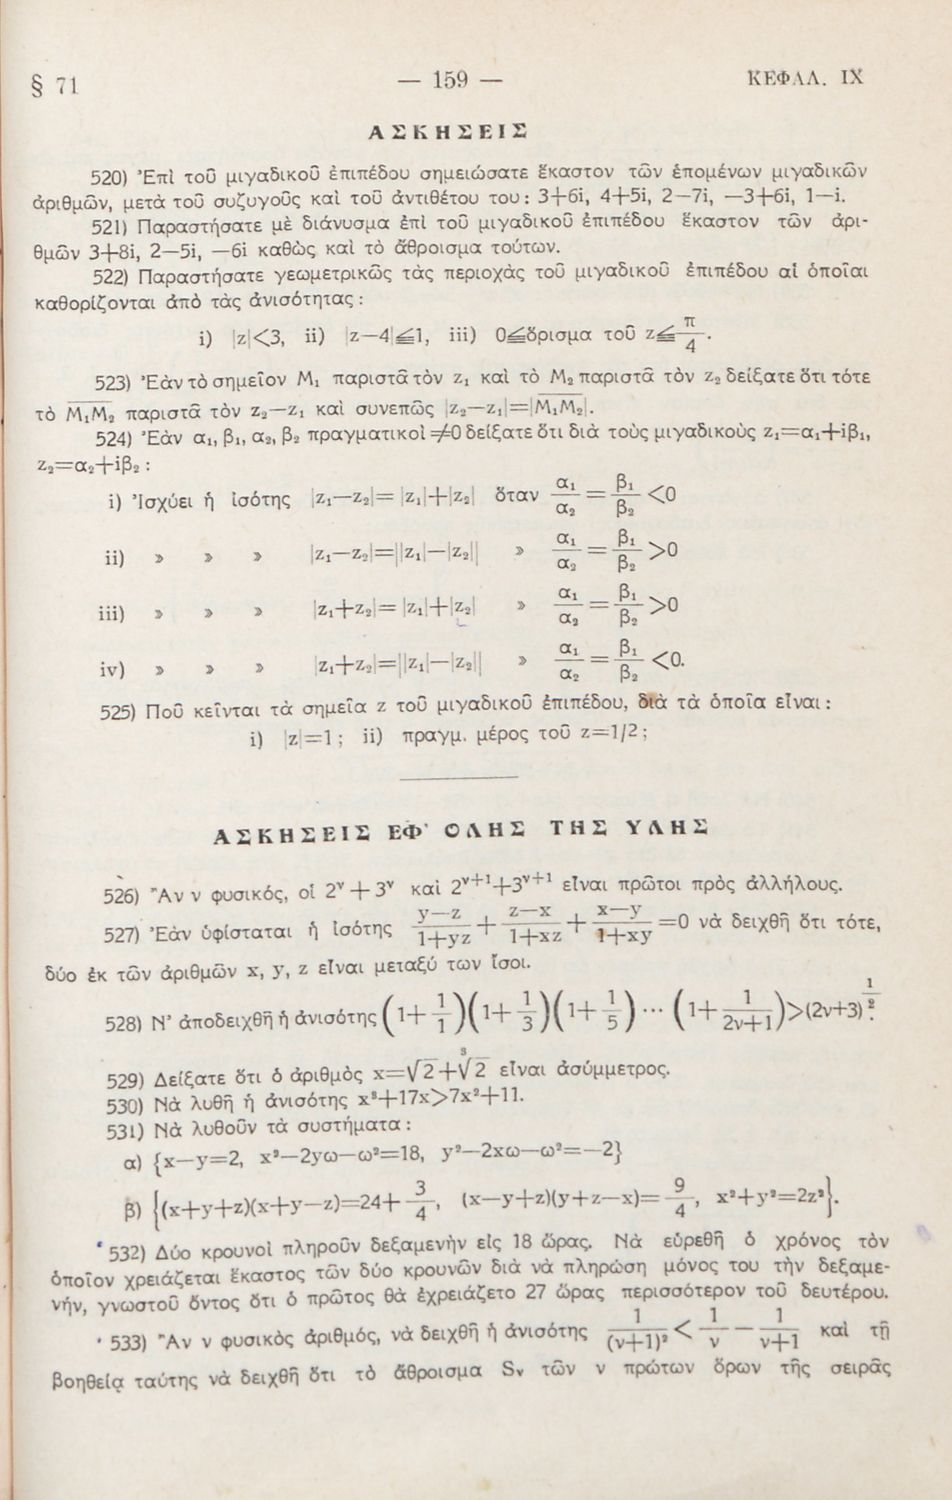 § 71 — 159 — ΚΕΦΑΛ. IX
ΑΣΚΗΣΕΙΣ
520) Ἐπὶ τοῦ μιγαδικοῦ ἐπιπέδου σημειώσατε ἕκαστον τῶν ἑπομένων μιγαδικῶν
ἀριθμῶν, μετὰ τοῦ συζυγοῦς καὶ τοῦ ἀντιθέτου του: 3+6i, 4+5i, 2—7i, —3+6i, 1—i.
521) Παραστήσατε μὲ διάνυσμα ἐπὶ τοῦ μιγαδικοῦ ἐπιπέδου ἕκαστον τῶν ἀρι-
θμῶν 3+8i, 2—5i, —6i καθὼς καὶ τὸ ἄθροισμα τούτων.
522) Παραστήσατε γεωμετρικῶς τὰς περιοχὰς τοῦ μιγαδικοῦ ἐπιπέδου αἱ ὁποῖαι
καθορίζονται ἀπὸ τὰς ἀνισότητας :
i) |z|<3, ii) |z—4|≦1, iii) 0≦ὅρισμα τοῦ z≦π/4.
523) Ἐὰν τὸ σημεῖον M₁ παριστᾶ τὸν z₁ καὶ τὸ M₂ παριστᾶ τὸν z₂ δείξατε ὅτι τότε
τὸ M₁M₂ παριστᾶ τὸν z₂—z₁ καὶ συνεπῶς |z₂—z₁|=|M₁M₂|.
524) Ἐὰν α₁, β₁, α₂, β₂ πραγματικοὶ ≠0 δείξατε ὅτι διὰ τοὺς μιγαδικοὺς z₁=α₁+iβ₁,
z₂=α₂+iβ₂ :
i) Ἰσχύει ἡ ἰσότης |z₁—z₂|= |z₁|+|z₂| ὅταν α₁/α₂ = β₁/β₂ <0
ii) » » » |z₁—z₂|=||z₁|—|z₂|| » α₁/α₂ = β₁/β₂ >0
iii) » » » |z₁+z₂|= |z₁|+|z₂| » α₁/α₂ = β₁/β₂ >0
iv) » » » |z₁+z₂|=||z₁|—|z₂|| » α₁/α₂ = β₁/β₂ <0.
525) Ποῦ κεῖνται τὰ σημεῖα z τοῦ μιγαδικοῦ ἐπιπέδου, διὰ τὰ ὁποῖα εἶναι :
i) |z|=1 ; ii) πραγμ. μέρος τοῦ z=1/2 ;
ΑΣΚΗΣΕΙΣ ΕΦ' ΟΛΗΣ ΤΗΣ ΥΛΗΣ
526) Ἂν ν φυσικός, οἱ 2^ν + 3^ν καὶ 2^(ν+1)+3^(ν+1) εἶναι πρῶτοι πρὸς ἀλλήλους.
527) Ἐὰν ὑφίσταται ἡ ἰσότης (y—z)/(1+yz) + (z—x)/(1+xz) + (x—y)/(1+xy) =0 νὰ δειχθῆ ὅτι τότε,
δύο ἐκ τῶν ἀριθμῶν x, y, z εἶναι μεταξύ των ἴσοι.
528) Ν' ἀποδειχθῆ ἡ ἀνισότης (1+1/1)(1+1/3)(1+1/5)··· (1+1/(2ν+1))>(2ν+3)^(1/2).
529) Δείξατε ὅτι ὁ ἀριθμὸς x=√2+³√2 εἶναι ἀσύμμετρος.
530) Νὰ λυθῆ ἡ ἀνισότης x³+17x>7x²+11.
531) Νὰ λυθοῦν τὰ συστήματα :
α) {x—y=2, x²—2yω—ω²=18, y²—2xω—ω²=—2}
β) {(x+y+z)(x+y—z)=24+3/4, (x—y+z)(y+z—x)=9/4, x²+y²=2z²}.
532) Δύο κρουνοὶ πληροῦν δεξαμενὴν εἰς 18 ὥρας. Νὰ εὑρεθῆ ὁ χρόνος τὸν
ὁποῖον χρειάζεται ἕκαστος τῶν δύο κρουνῶν διὰ νὰ πληρώση μόνος του τὴν δεξαμε-
νήν, γνωστοῦ ὄντος ὅτι ὁ πρῶτος θὰ ἐχρειάζετο 27 ὥρας περισσότερον τοῦ δευτέρου.
533) Ἂν ν φυσικὸς ἀριθμός, νὰ δειχθῆ ἡ ἀνισότης 1/(ν+1)² < 1/ν — 1/(ν+1) καὶ τῇ
βοηθείᾳ ταύτης νὰ δειχθῆ ὅτι τὸ ἄθροισμα Sᵥ τῶν ν πρώτων ὅρων τῆς σειρᾶς